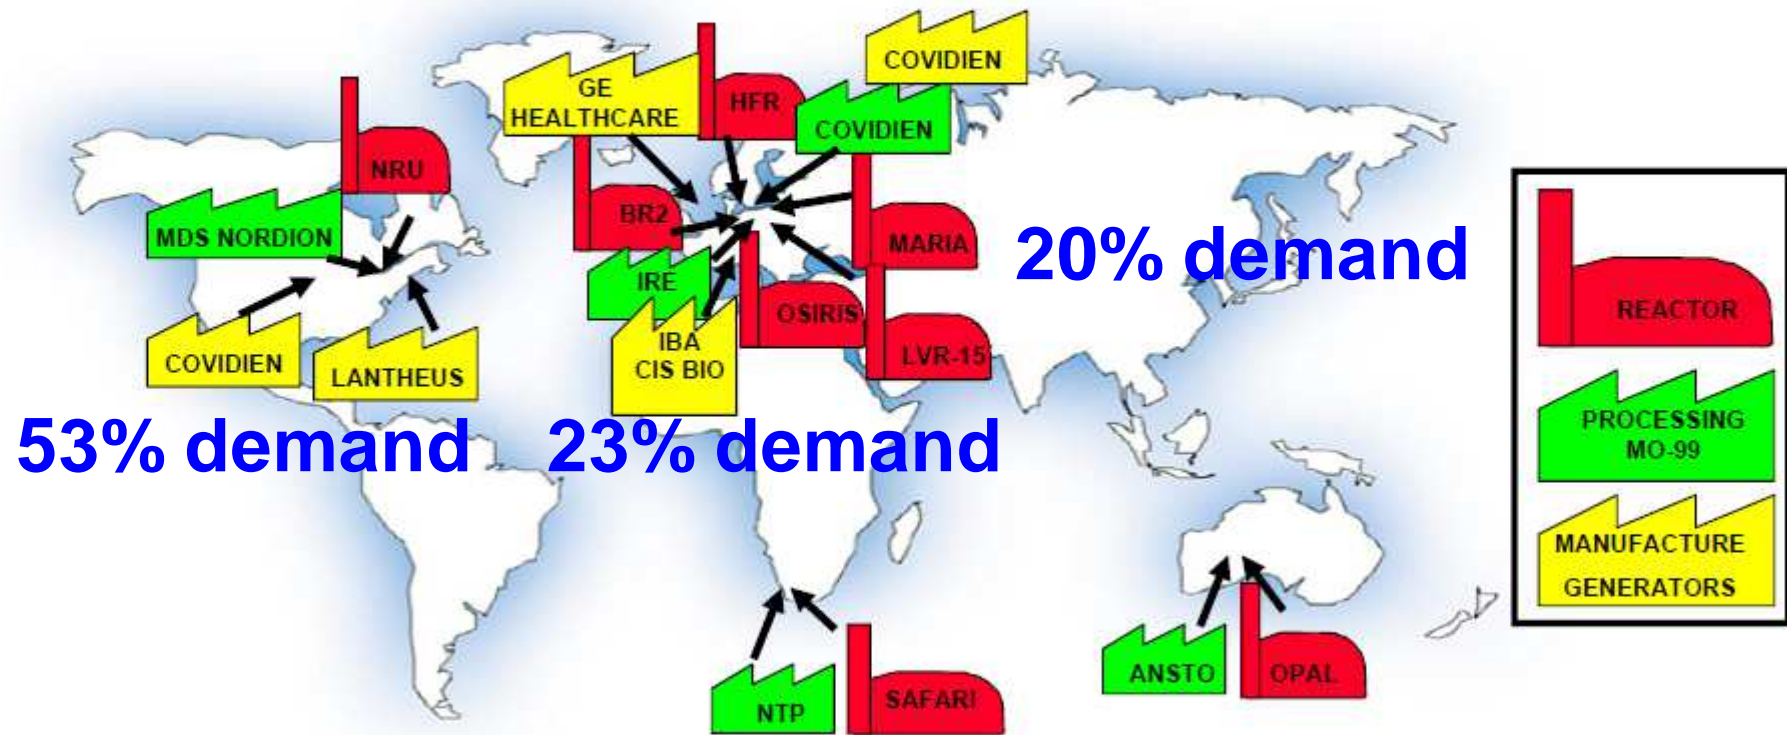 COVIDIEN
GE
HEALTHCARE
HFR
COVIDIEN
NRU
BR2
MDS NORDION
MARIA
20% demand
IRE
OSIRIS
REACTOR
IBA
CIS BIO
LVR-15
COVIDIEN
LANTHEUS
53% demand
23% demand
PROCESSING
MO-99
MANUFACTURE
GENERATORS
ANSTO
OPAL
NTP
SAFARI